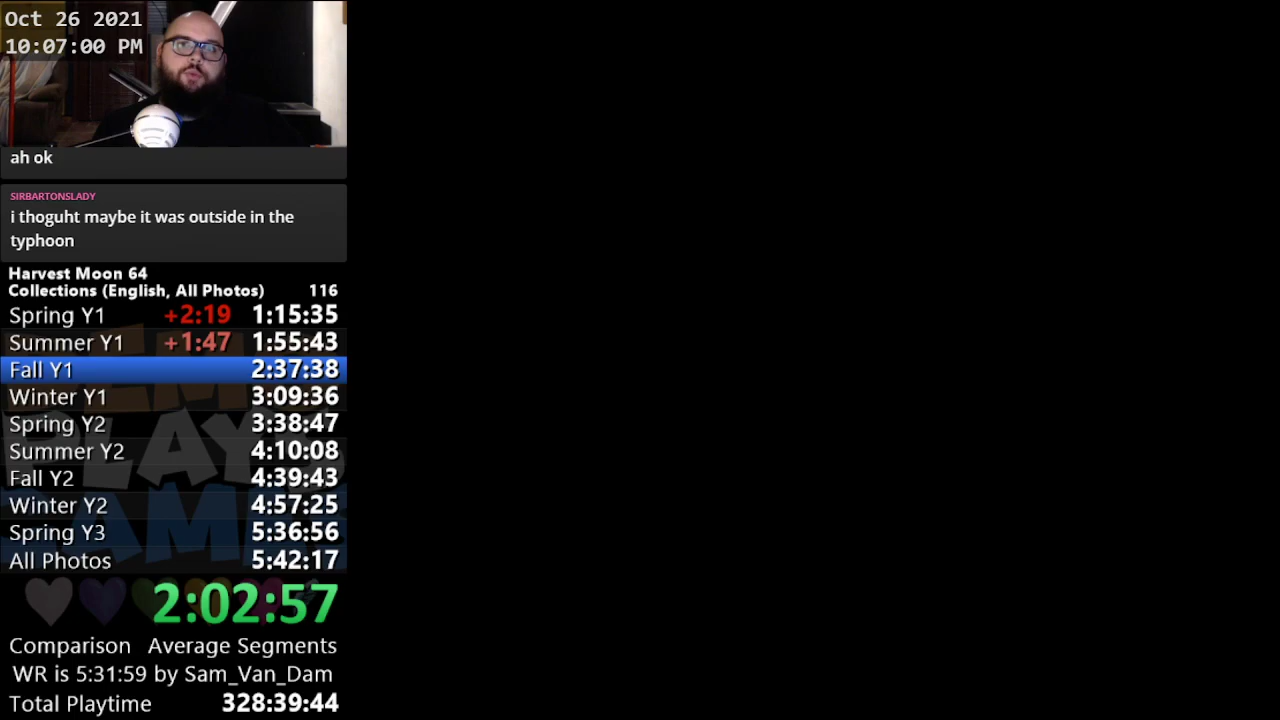 Oct 26 2021
10:07:00 PM
ah ok
SIRBARTONSLADY
i thoguht maybe it was outside in the
typhoon
Harvest Moon 64
Collections (English, All Photos) 116
Spring Y1 +2:19 1:15:35
Summer Y1 +1:47 1:55:43
Fall Y1 2:37:38
Winter Y1 3:09:36
Spring Y2 3:38:47
Summer Y2 4:10:08
Fall Y2 4:39:43
Winter Y2 4:57:25
Spring Y3 5:36:56
All Photos 5:42:17
2:02:57
Comparison Average Segments
WR is 5:31:59 by Sam_Van_Dam
Total Playtime 328:39:44